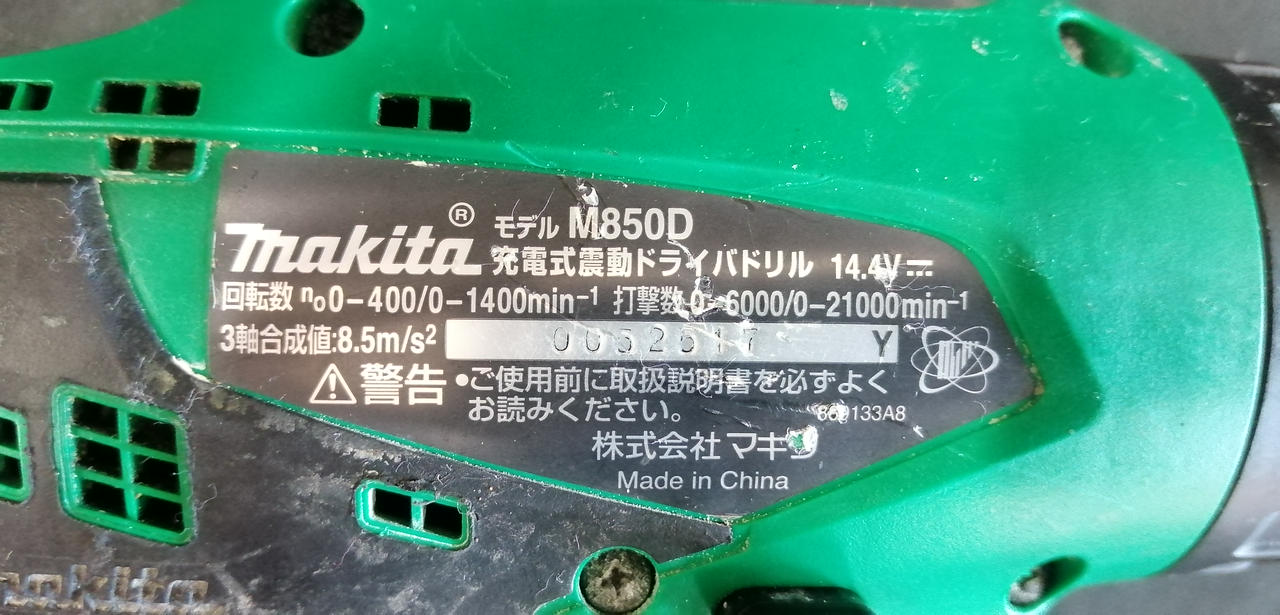 makita® モデル M850D
充電式震動ドライバドリル 14.4V⎓
回転数 n₀0-400/0-1400min⁻¹ 打撃数 0-6000/0-21000min⁻¹
3軸合成値:8.5m/s² 0052517 Y
⚠警告 •ご使用前に取扱説明書を必ずよく
お読みください。
869133A8
株式会社 マキタ
Made in China
makita